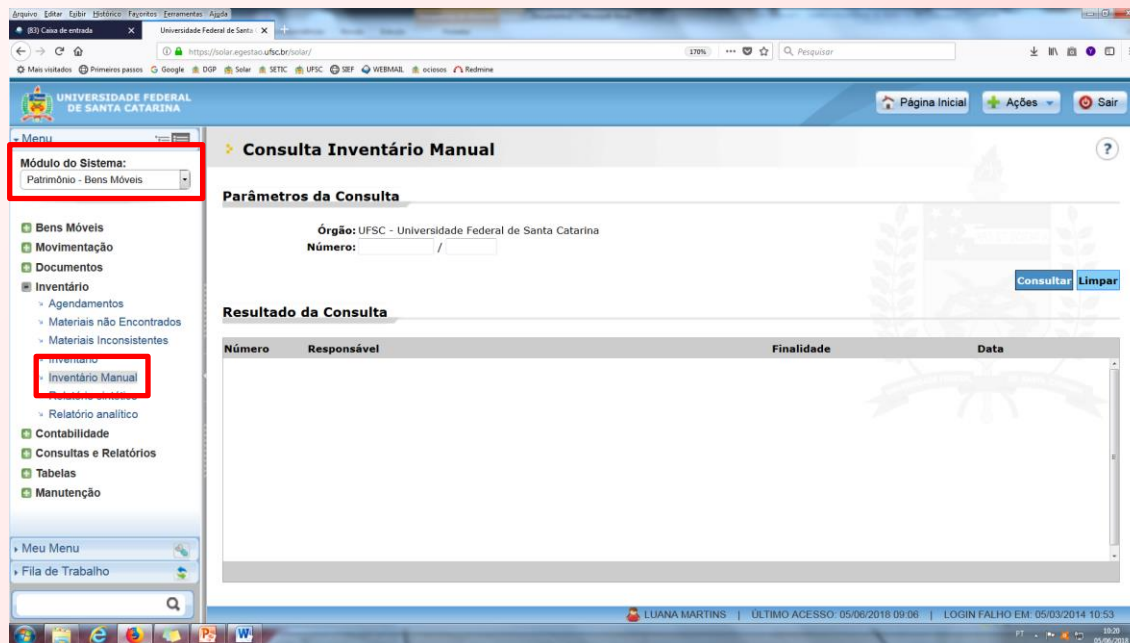 Arquivo Editar Exibir Histórico Favoritos Ferramentas Ajuda
(83) Caixa de entrada X Universidade Federal de Santa X +
https://solar.egestao.ufsc.br/solar/ 170% Pesquisar
Mais visitados Primeiros passos Google DGP Solar SETIC UFSC SIEF WEBMAIL ociosos Redmine
UNIVERSIDADE FEDERAL
DE SANTA CATARINA
Página Inicial Ações Sair
Menu
Módulo do Sistema:
Patrimônio - Bens Móveis
Bens Móveis
Movimentação
Documentos
Inventário
Agendamentos
Materiais não Encontrados
Materiais Inconsistentes
Inventário
Inventário Manual
Relatório sintético
Relatório analítico
Contabilidade
Consultas e Relatórios
Tabelas
Manutenção
Meu Menu
Fila de Trabalho
Consulta Inventário Manual ?
Parâmetros da Consulta
Órgão: UFSC - Universidade Federal de Santa Catarina
Número: /
Consultar Limpar
Resultado da Consulta
Número Responsável Finalidade Data
LUANA MARTINS | ÚLTIMO ACESSO: 05/06/2018 09:06 | LOGIN FALHO EM: 05/03/2014 10:53
PT 10:20
05/06/2018